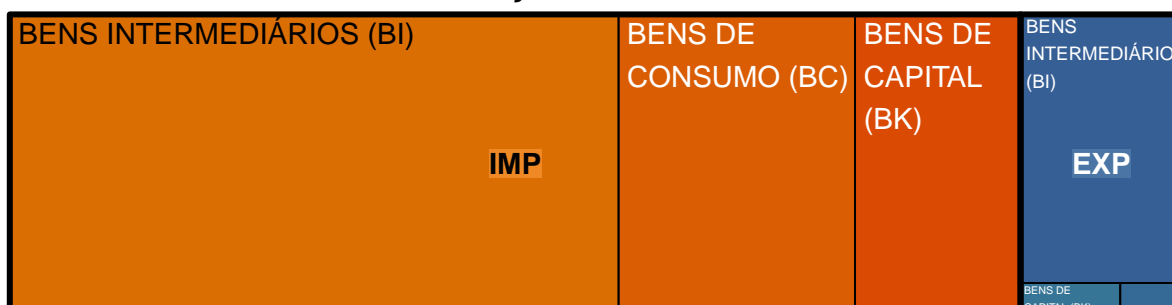 BENS INTERMEDIÁRIOS (BI)
IMP
BENS DE
CONSUMO (BC)
BENS DE
CAPITAL
(BK)
BENS
INTERMEDIÁRIO
(BI)
EXP
BENS DE